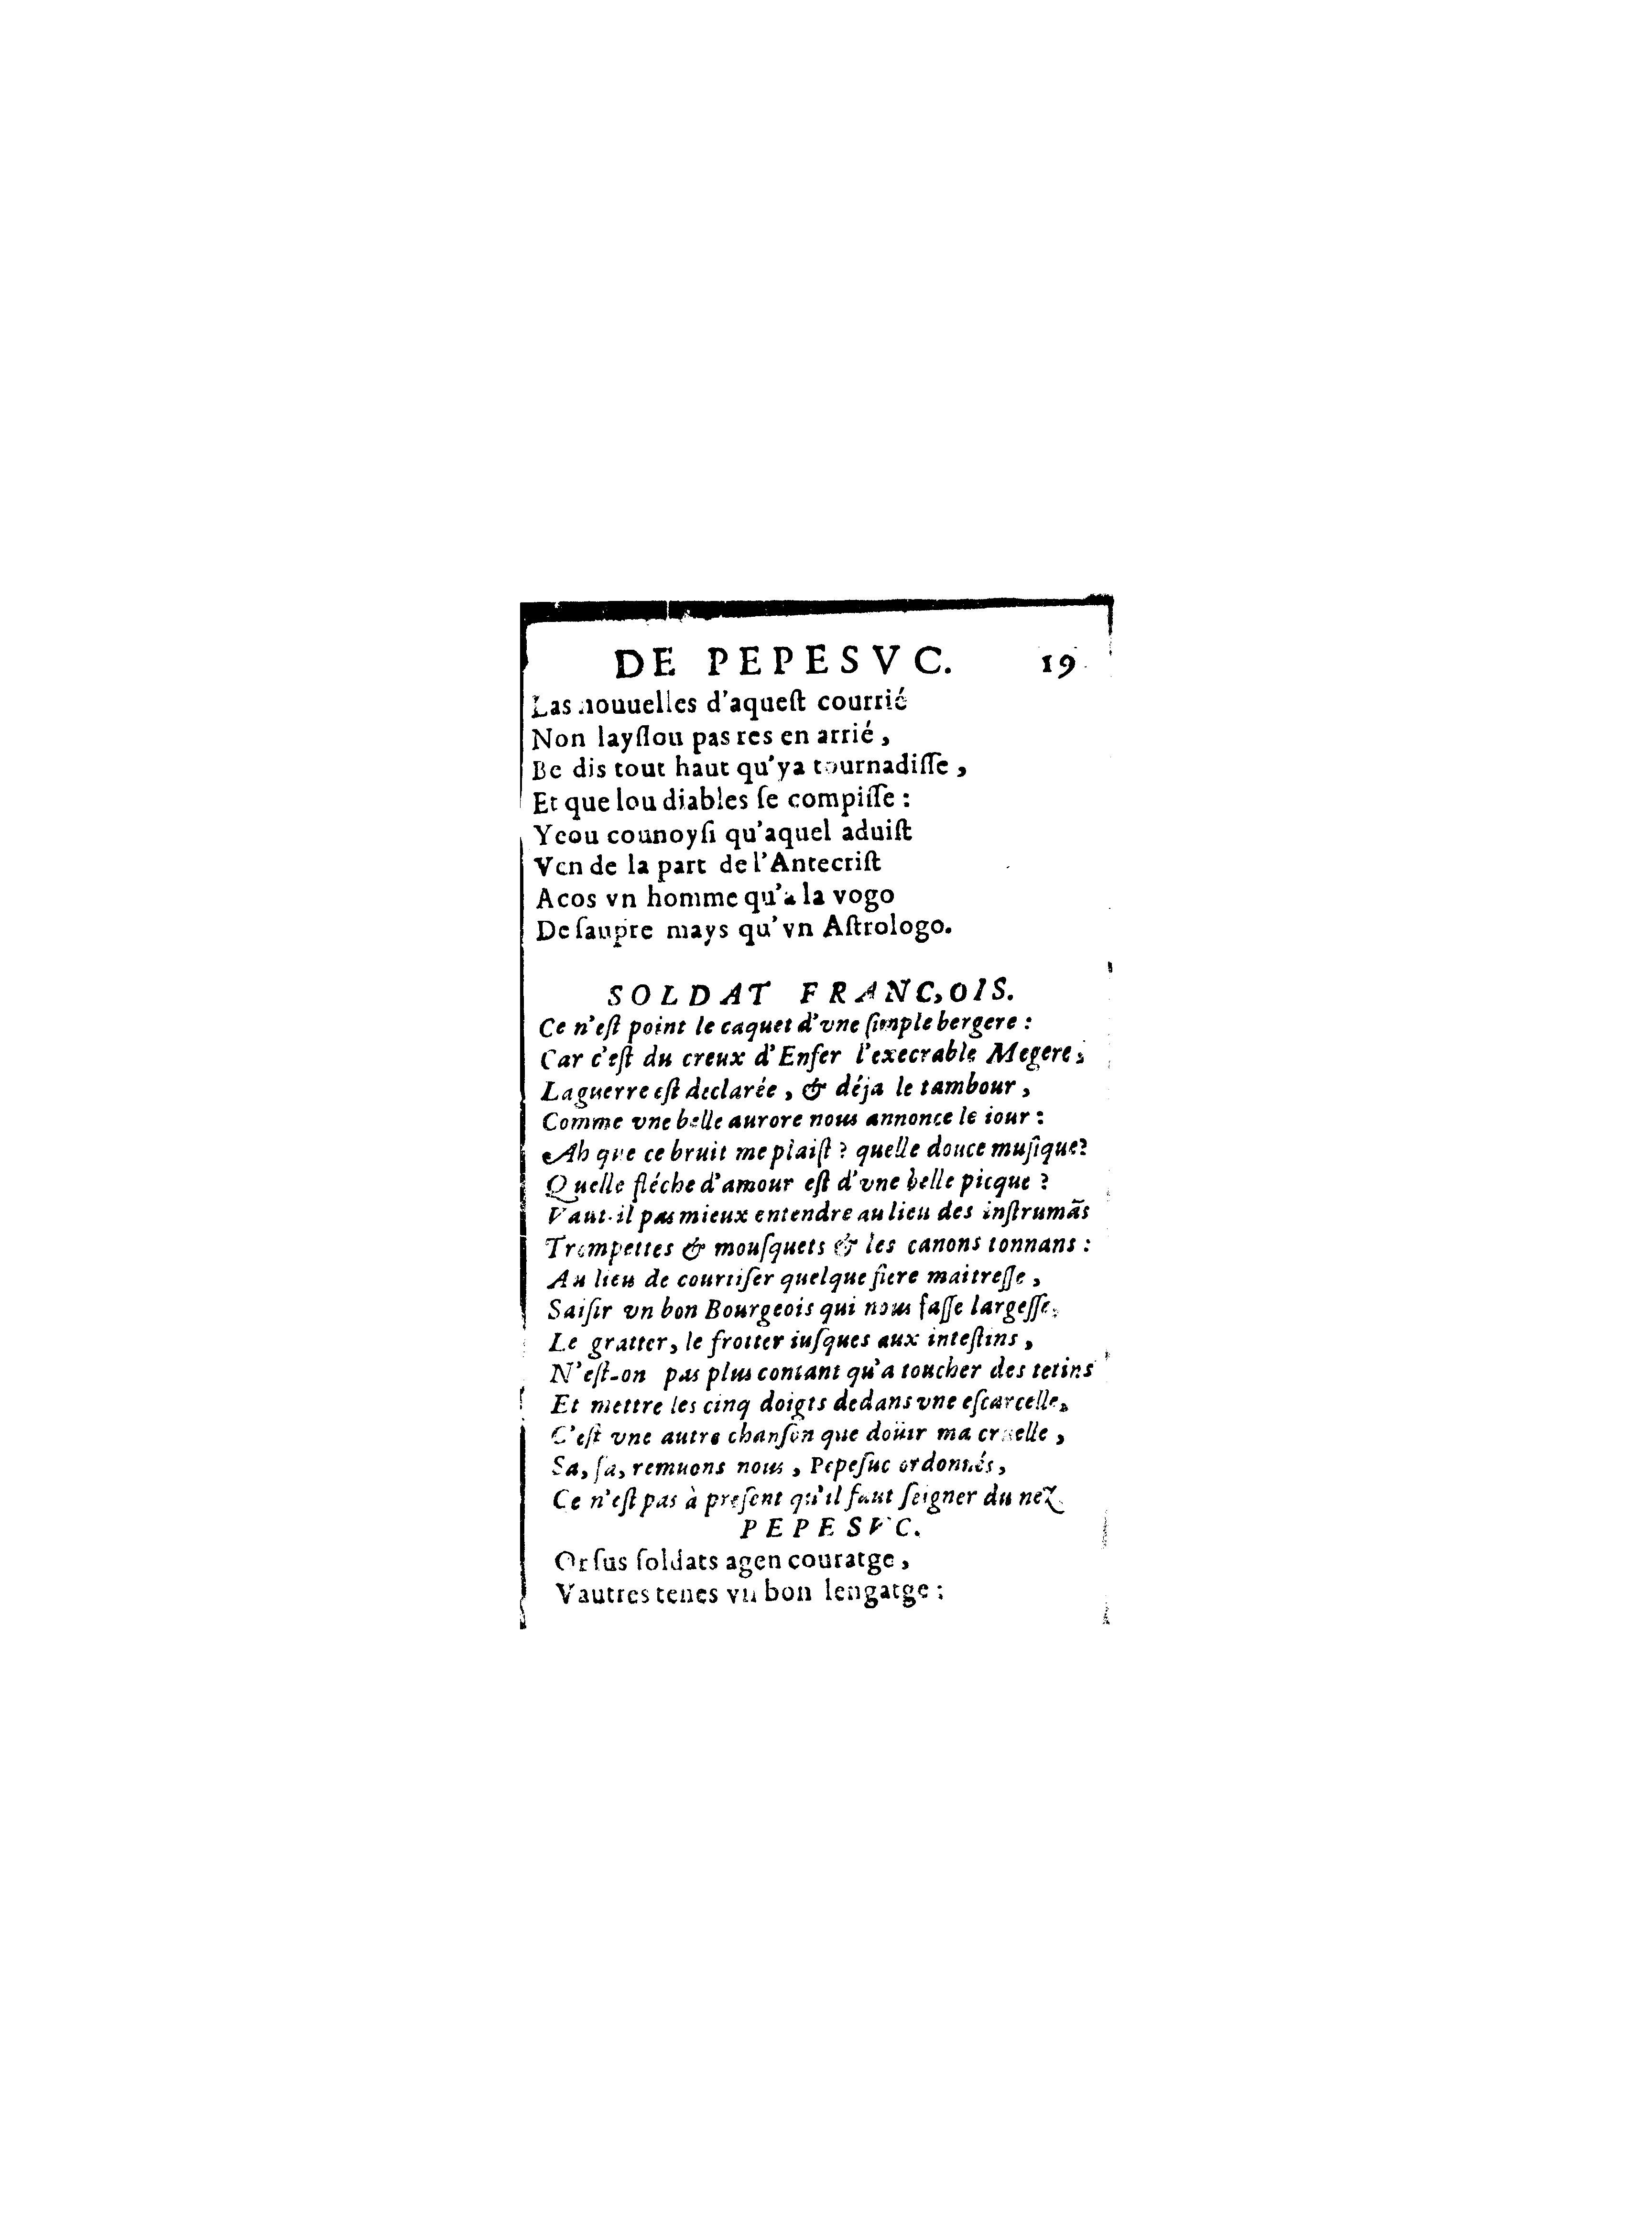 DE PEPESVC. 19
Las nouuelles d'aqueſt courrié
Non layſſou pas res en arrié ,
Be dis tout haut qu'ya tournadiſſe ,
Et que lou diables ſe compiſſe :
Yeou counoyſi qu'aquel aduiſt
Ven de la part de l'Antecriſt
Acos vn homme qu'a la vogo
De ſaupre mays qu'vn Aſtrologo.
SOLDAT FRANC,OIS.
Ce n'eſt point le caquet d'vne ſimple bergere :
Car c'eſt du creux d'Enfer l'execrable Megere ;
La guerre eſt declarée , & déja le tambour ,
Comme vne belle aurore nous annonce le iour :
Ah que ce bruit me plaiſt ? quelle douce muſique?
Quelle fléche d'amour eſt d'vne belle picque ?
Vaut-il pas mieux entendre au lieu des inſtrumãs
Trompettes & mouſquets & les canons tonnans :
Au lieu de courtiſer quelque fiere maitreſſe ,
Saiſir vn bon Bourgeois qui nous faſſe largeſſe,
Le gratter, le frotter iuſques aux inteſtins ,
N'eſt-on pas plus contant qu'a toucher des tetins
Et mettre les cinq doigts dedans vne eſcarcelle,
C'eſt vne autre chanſon que doüir ma cruelle ,
Sa, ſa, remuons nous , Pepeſuc ordonnés ,
Ce n'eſt pas à preſent qu'il faut ſeigner du nez.
PEPESVC.
Or ſus ſoldats agen couratge ,
Vautres tenes vn bon lengatge :